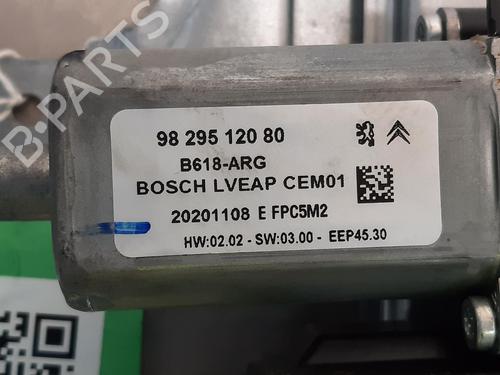 98 295 120 80
B618-ARG
BOSCH LVEAP CEM01
20201108 E FPC5M2
HW:02.02 - SW:03.00 - EEP45.30
B-PARTS